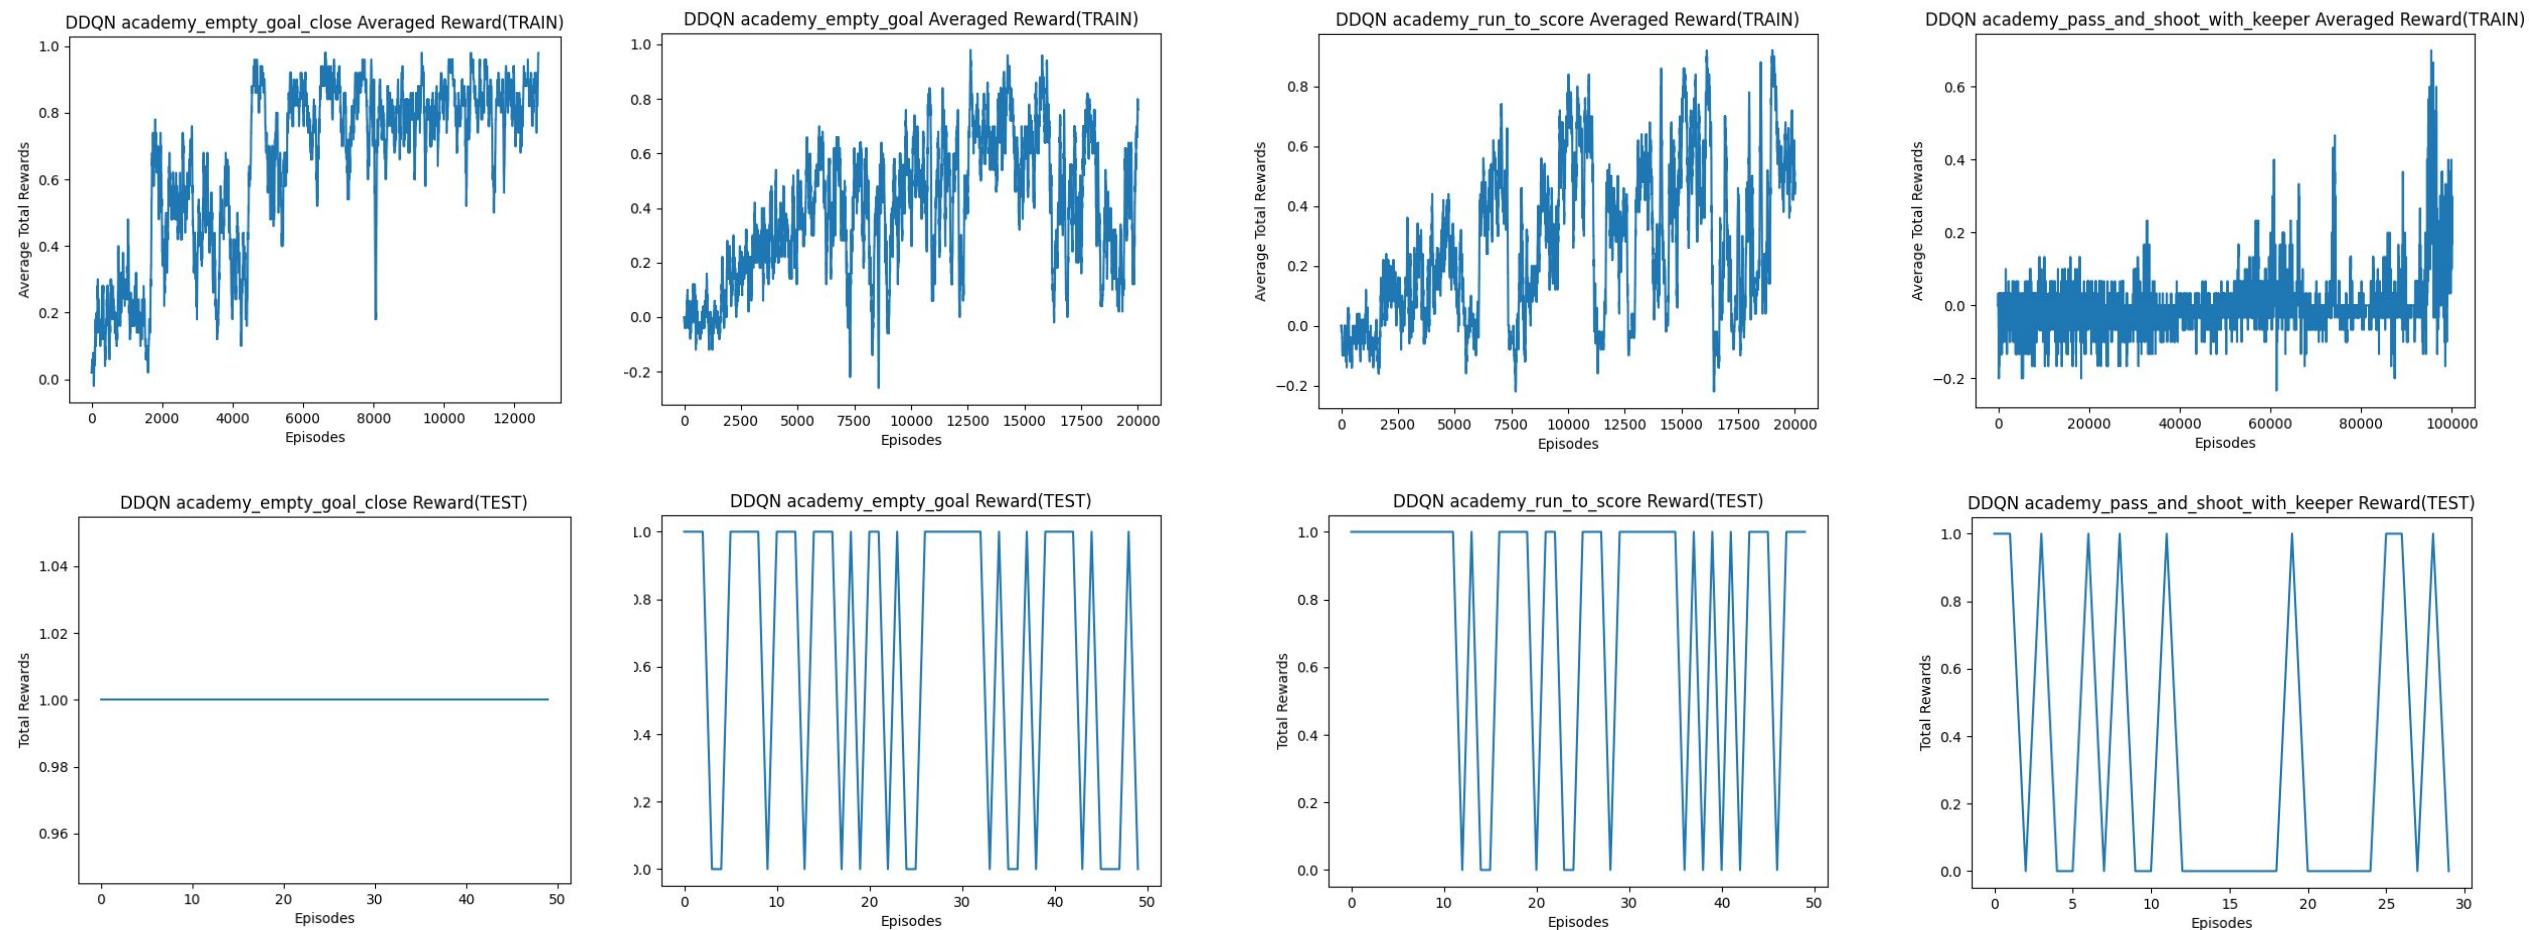 DDQN academy_empty_goal_close Averaged Reward(TRAIN)
1.0
0.8
0.6
0.4
0.2
0.0
Average Total Rewards
0 2000 4000 6000 8000 10000 12000
Episodes
DDQN academy_empty_goal Averaged Reward(TRAIN)
1.0
0.8
0.6
0.4
0.2
0.0
-0.2
0 2500 5000 7500 10000 12500 15000 17500 20000
Episodes
DDQN academy_run_to_score Averaged Reward(TRAIN)
0.8
0.6
0.4
0.2
0.0
−0.2
Average Total Rewards
0 2500 5000 7500 10000 12500 15000 17500 20000
Episodes
DDQN academy_pass_and_shoot_with_keeper Averaged Reward(TRAIN)
0.6
0.4
0.2
0.0
−0.2
Average Total Rewards
0 20000 40000 60000 80000 100000
Episodes
DDQN academy_empty_goal_close Reward(TEST)
1.04
1.02
1.00
0.98
0.96
Total Rewards
0 10 20 30 40 50
Episodes
DDQN academy_empty_goal Reward(TEST)
1.0
0.8
0.6
0.4
0.2
0.0
0 10 20 30 40 50
Episodes
DDQN academy_run_to_score Reward(TEST)
1.0
0.8
0.6
0.4
0.2
0.0
Total Rewards
0 10 20 30 40 50
Episodes
DDQN academy_pass_and_shoot_with_keeper Reward(TEST)
1.0
0.8
0.6
0.4
0.2
0.0
Total Rewards
0 5 10 15 20 25 30
Episodes